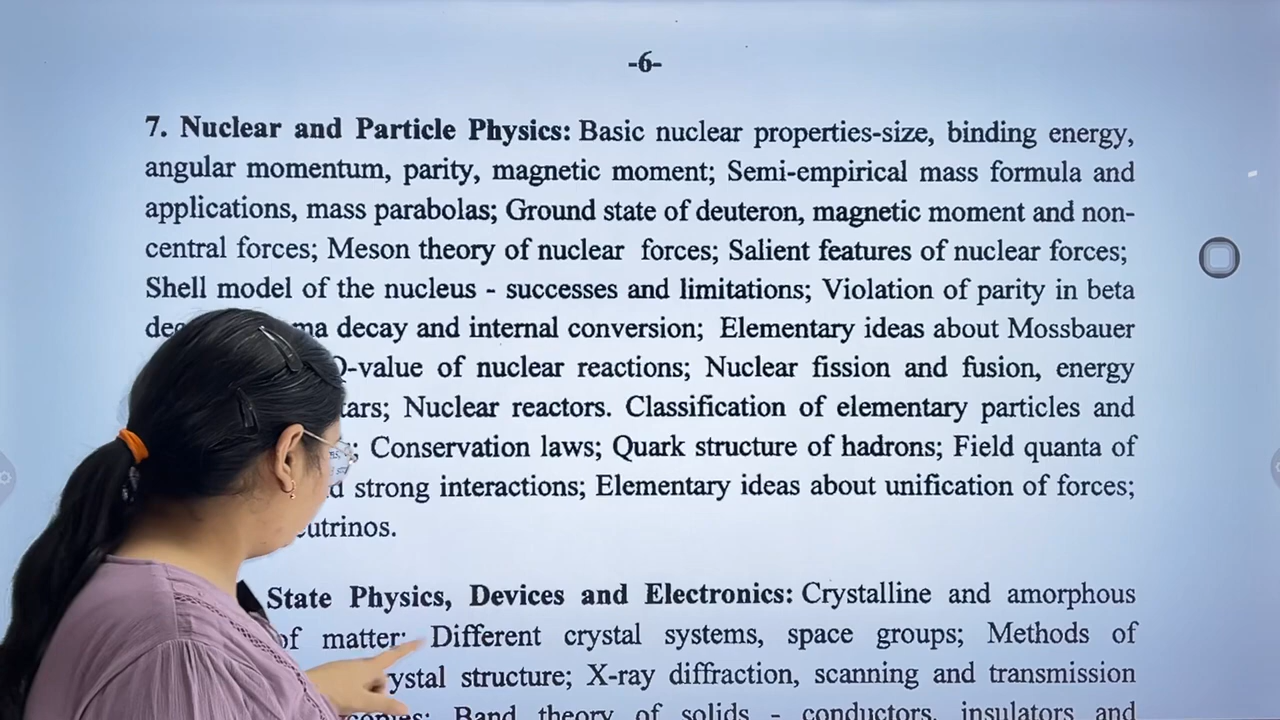 -6-
7. Nuclear and Particle Physics: Basic nuclear properties-size, binding energy,
angular momentum, parity, magnetic moment; Semi-empirical mass formula and
applications, mass parabolas; Ground state of deuteron, magnetic moment and non-
central forces; Meson theory of nuclear forces; Salient features of nuclear forces;
Shell model of the nucleus - successes and limitations; Violation of parity in beta
decay and internal conversion; Elementary ideas about Mossbauer
Q-value of nuclear reactions; Nuclear fission and fusion, energy
Nuclear reactors. Classification of elementary particles and
; Conservation laws; Quark structure of hadrons; Field quanta of
strong interactions; Elementary ideas about unification of forces;
State Physics, Devices and Electronics: Crystalline and amorphous
of matter; Different crystal systems, space groups; Methods of
structure; X-ray diffraction, scanning and transmission
Band theory of solids - conductors, insulators and